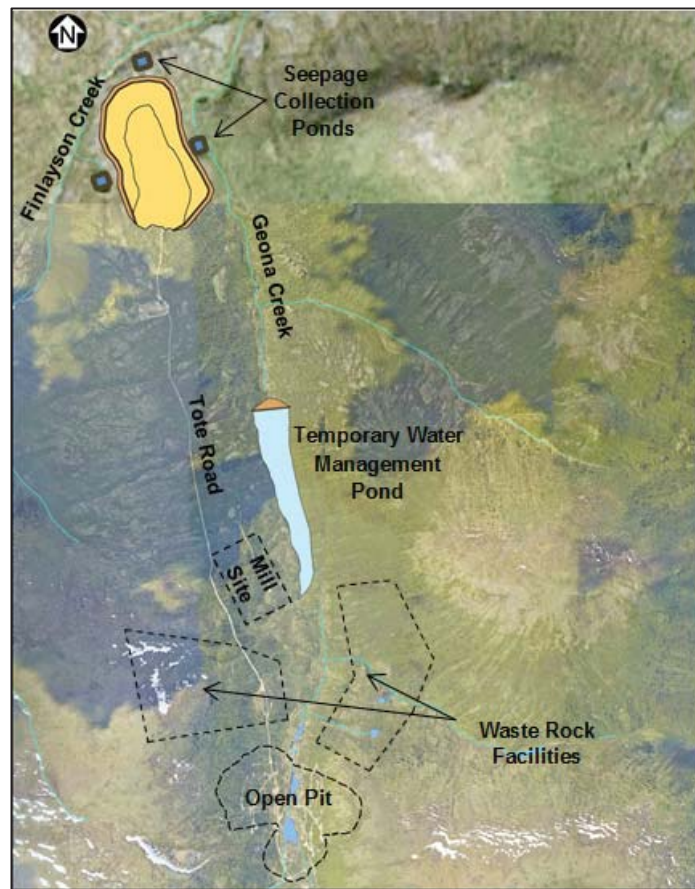 N
Seepage
Collection
Ponds
Finlayson Creek
Geona Creek
Tote Road
Temporary Water
Management
Pond
Mill
Site
Waste Rock
Facilities
Open Pit